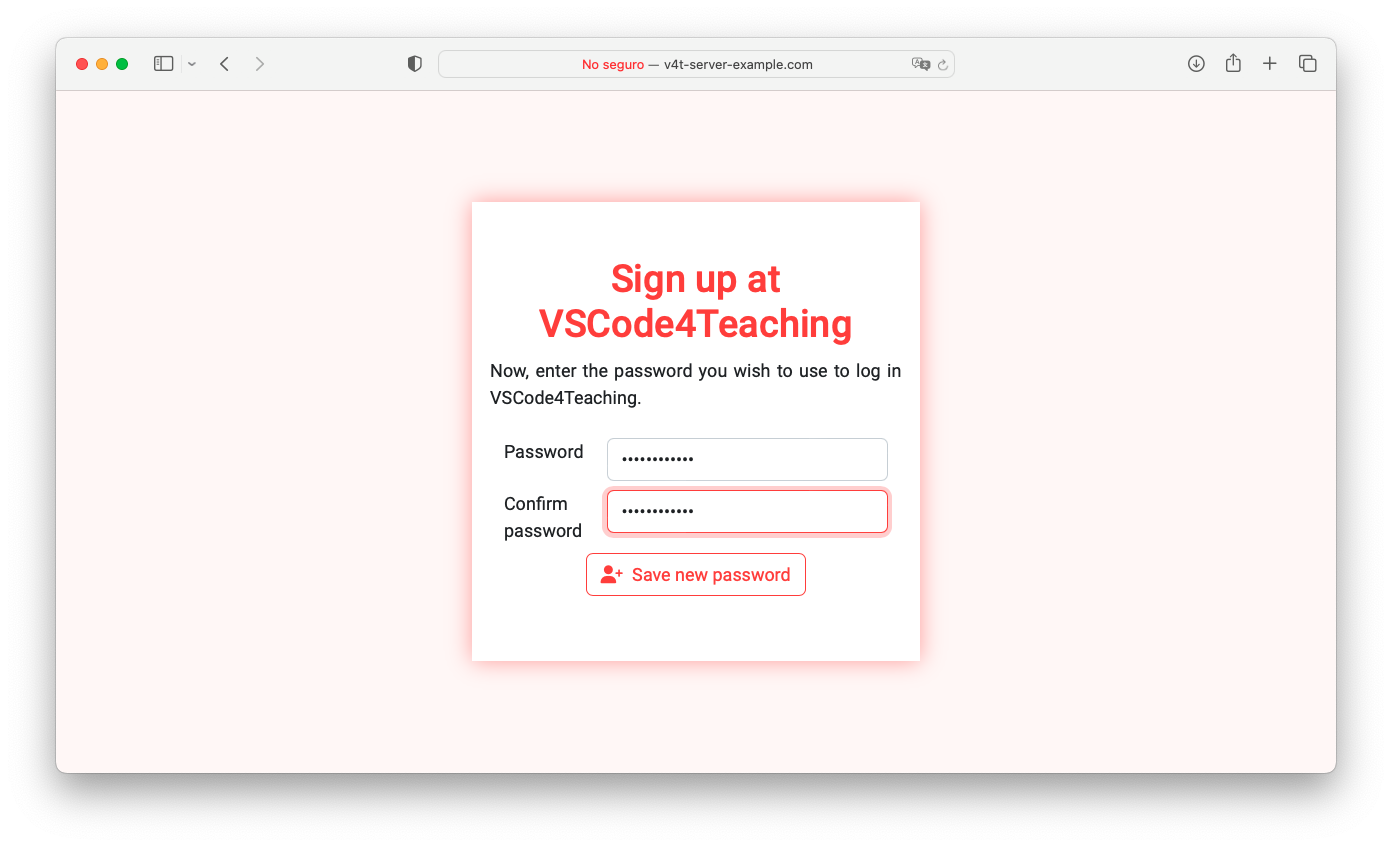 No seguro — v4t-server-example.com
Sign up at
VSCode4Teaching
Now, enter the password you wish to use to log in
VSCode4Teaching.
Password
••••••••••••
Confirm
password
••••••••••••
Save new password